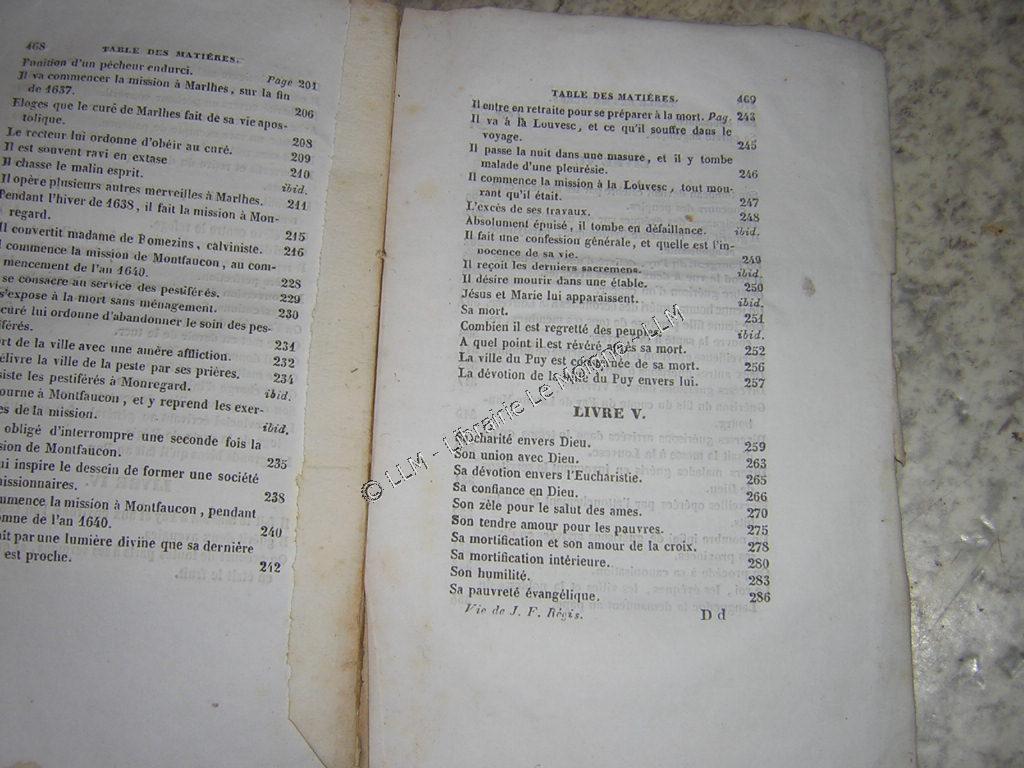 468 TABLE DES MATIÈRES.
Punition d'un pécheur endurci. Page 201
Il va commencer la mission à Marlhes, sur la fin
de 1637. 206
Eloges que le curé de Marlhes fait de sa vie apos-
tolique. 208
Le recteur lui ordonne d'obéir au curé. 209
Il est souvent ravi en extase 210
Il chasse le malin esprit. ibid.
Il opère plusieurs autres merveilles à Marlhes. 211
Pendant l'hiver de 1638, il fait la mission à Mon-
regard. 215
Il convertit madame de Romezins, calviniste. 216
l commence la mission de Montfaucon, au com-
mencement de l'an 1640. 228
se consacre au service des pestiférés. 229
s'expose à la mort sans ménagement. 230
curé lui ordonne d'abandonner le soin des pes-
iférés. 231
rt de la ville avec une amère affliction. 232
élivre la ville de la peste par ses prières. 234
siste les pestiférés à Monregard. ibid.
ourne à Montfaucon, et y reprend les exer-
es de la mission. ibid.
obligé d'interrompre une seconde fois la
sion de Montfaucon. 235
ui inspire le dessein de former une société
issionnaires. 238
mmence la mission à Montfaucon, pendant
omne de l'an 1640. 240
aît par une lumière divine que sa dernière
est proche. 242
TABLE DES MATIÈRES. 469
Il entre en retraite pour se préparer à la mort. Pag. 243
Il va à la Louvesc, et ce qu'il souffre dans le
voyage. 245
Il passe la nuit dans une masure, et il y tombe
malade d'une pleurésie. 246
Il commence la mission à la Louvesc, tout mou-
rant qu'il était. 247
L'excès de ses travaux. 248
Absolument épuisé, il tombe en défaillance. ibid.
Il fait une confession générale, et quelle est l'in-
nocence de sa vie. 249
Il reçoit les derniers sacremens. ibid.
Il désire mourir dans une étable. 250
Jésus et Marie lui apparaissent. ibid.
Sa mort. 251
Combien il est regretté des peuples. ibid.
A quel point il est révéré après sa mort. 252
La ville du Puy est consternée de sa mort. 256
La dévotion de la ville du Puy envers lui. 257
LIVRE V.
Sa charité envers Dieu. 259
Son union avec Dieu. 263
Sa dévotion envers l'Eucharistie. 265
Sa confiance en Dieu. 266
Son zèle pour le salut des ames. 270
Son tendre amour pour les pauvres. 275
Sa mortification et son amour de la croix. 278
Sa mortification intérieure. 280
Son humilité. 283
Sa pauvreté évangélique. 286
Vie de J. F. Régis. D d
© LLM - Librairie Le Moigne - LLM